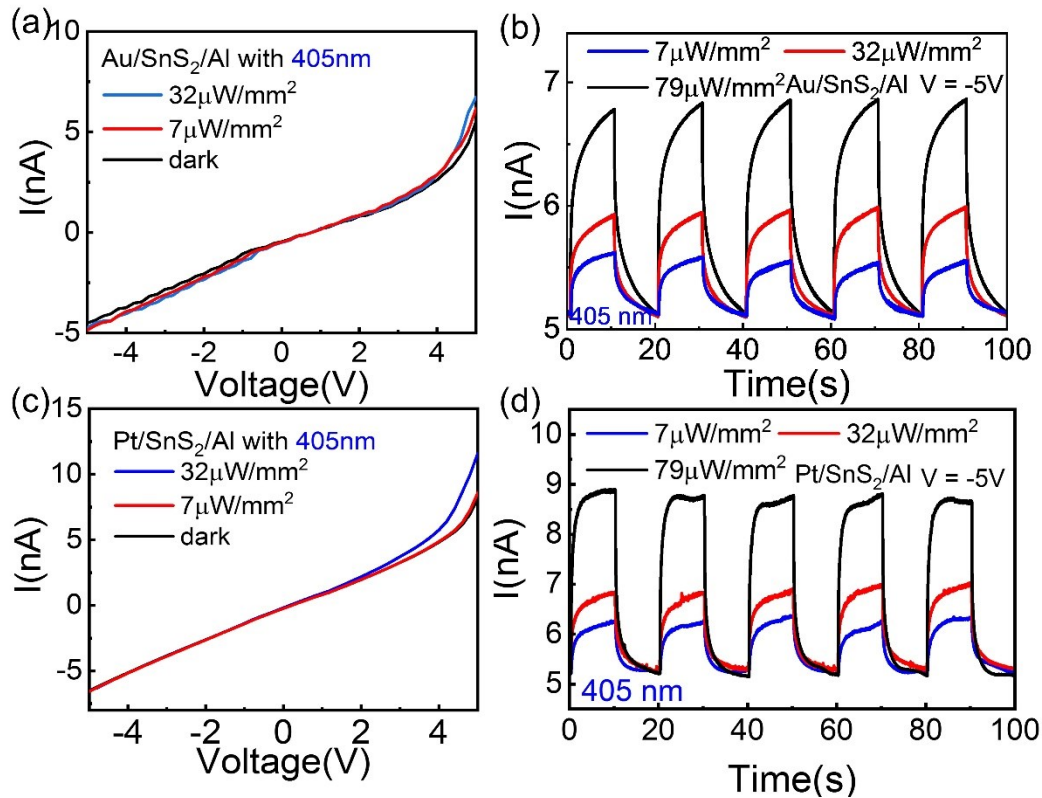 (a)
10
5
0
-5
I(nA)
Au/SnS₂/Al with 405nm
32μW/mm²
7μW/mm²
dark
-4 -2 0 2 4
Voltage(V)
(b)
7μW/mm² 32μW/mm²
79μW/mm² Au/SnS₂/Al V = -5V
7
6
5
I(nA)
405 nm
0 20 40 60 80 100
Time(s)
(c)
15
10
5
0
-5
I(nA)
Pt/SnS₂/Al with 405nm
32μW/mm²
7μW/mm²
dark
-4 -2 0 2 4
Voltage(V)
(d)
7μW/mm² 32μW/mm²
79μW/mm² Pt/SnS₂/Al V = -5V
10
9
8
7
6
5
I(nA)
405 nm
0 20 40 60 80 100
Time(s)